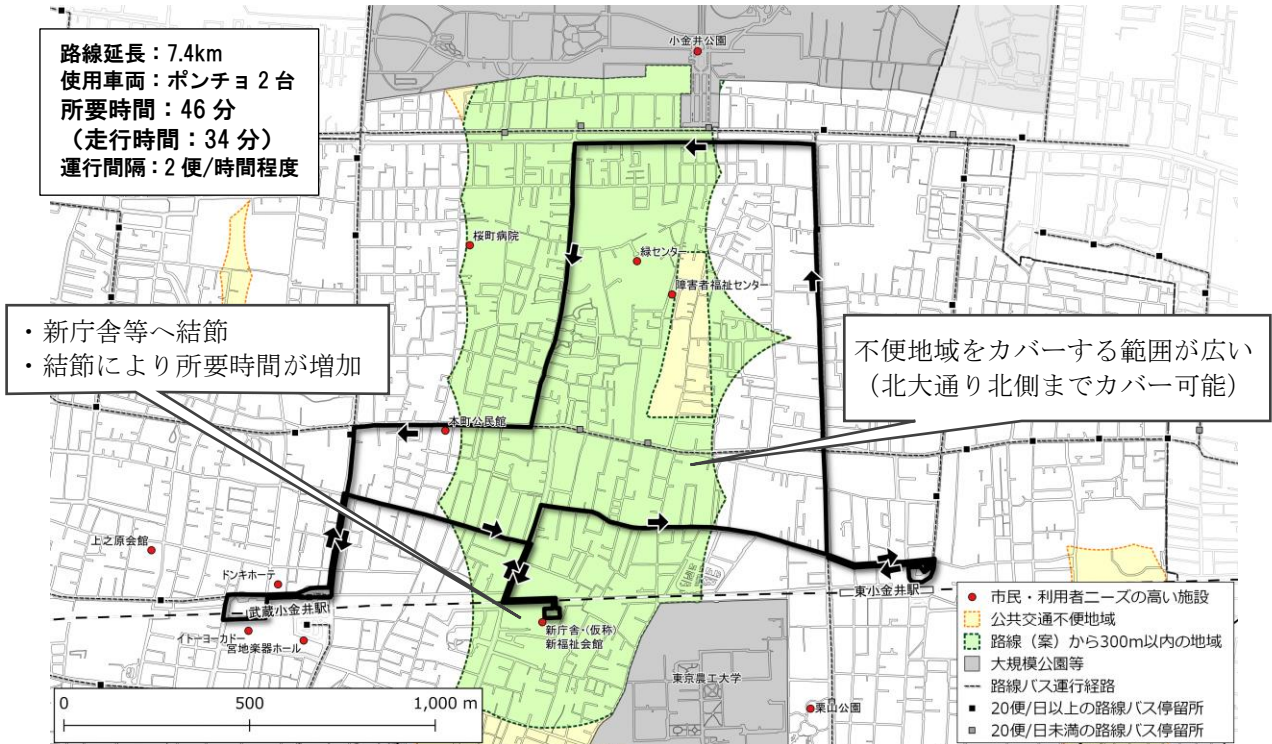 路線延長：7.4km
使用車両：ポンチョ 2 台
所要時間：46 分
（走行時間：34 分）
運行間隔：2 便/時間程度
小金井公園
桜町病院
緑センター
障害者福祉センター
・新庁舎等へ結節
・結節により所要時間が増加
不便地域をカバーする範囲が広い
（北大通り北側までカバー可能）
本町公民館
上之原会館
ドンキホーテ
武蔵小金井駅
イトーヨーカドー
宮地楽器ホール
新庁舎・(仮称)
新福祉会館
東小金井駅
東京農工大学
栗山公園
市民・利用者ニーズの高い施設
公共交通不便地域
路線（案）から300m以内の地域
大規模公園等
路線バス運行経路
20便/日以上の路線バス停留所
20便/日未満の路線バス停留所
0 500 1,000 m